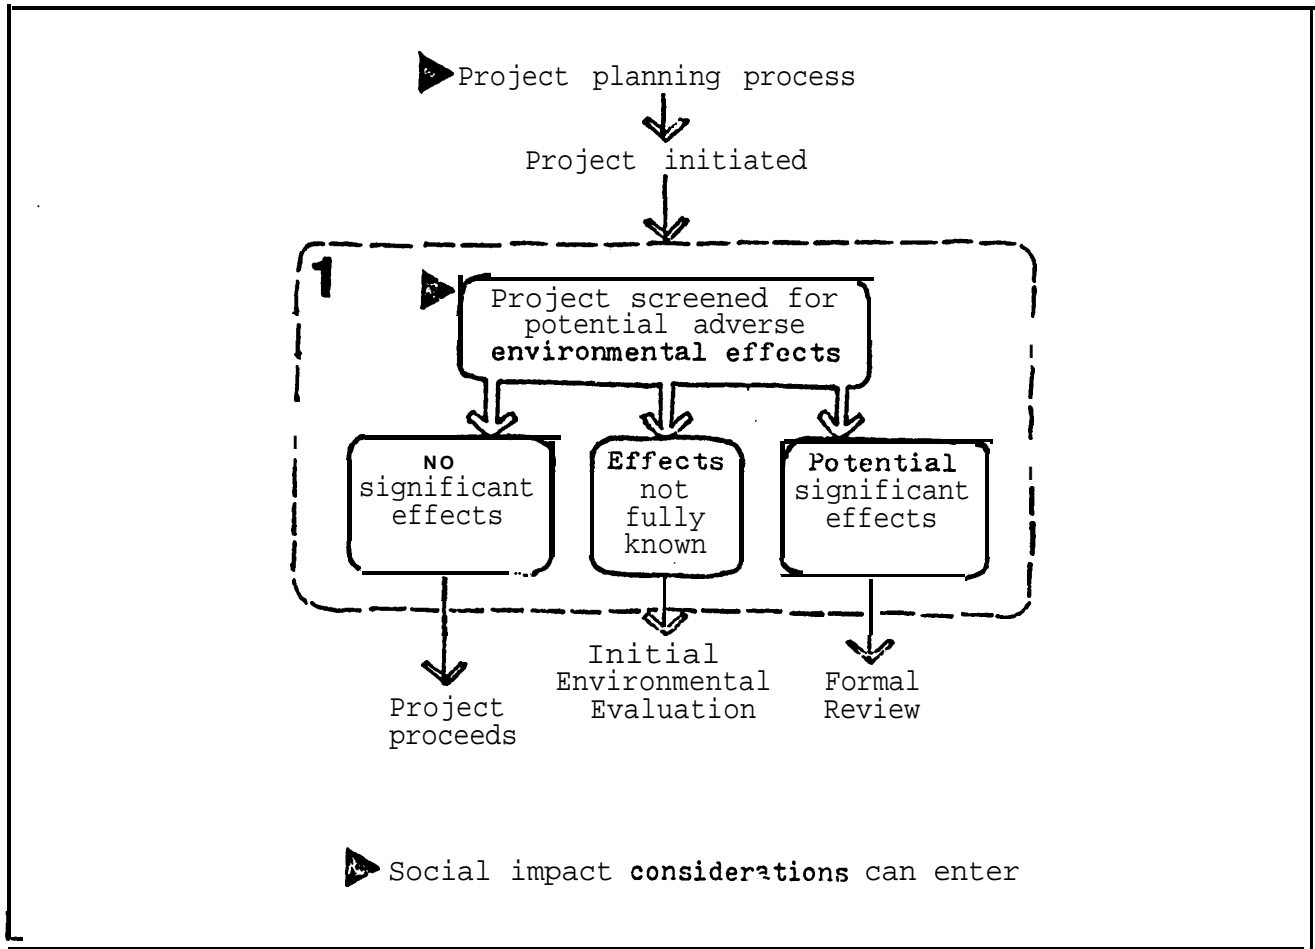 Project planning process
Project initiated
1
Project screened for
potential adverse
environmental effects
NO
significant
effects
Effects
not
fully
known
Potential
significant
effects
Project
proceeds
Initial
Environmental
Evaluation
Formal
Review
Social impact considerations can enter